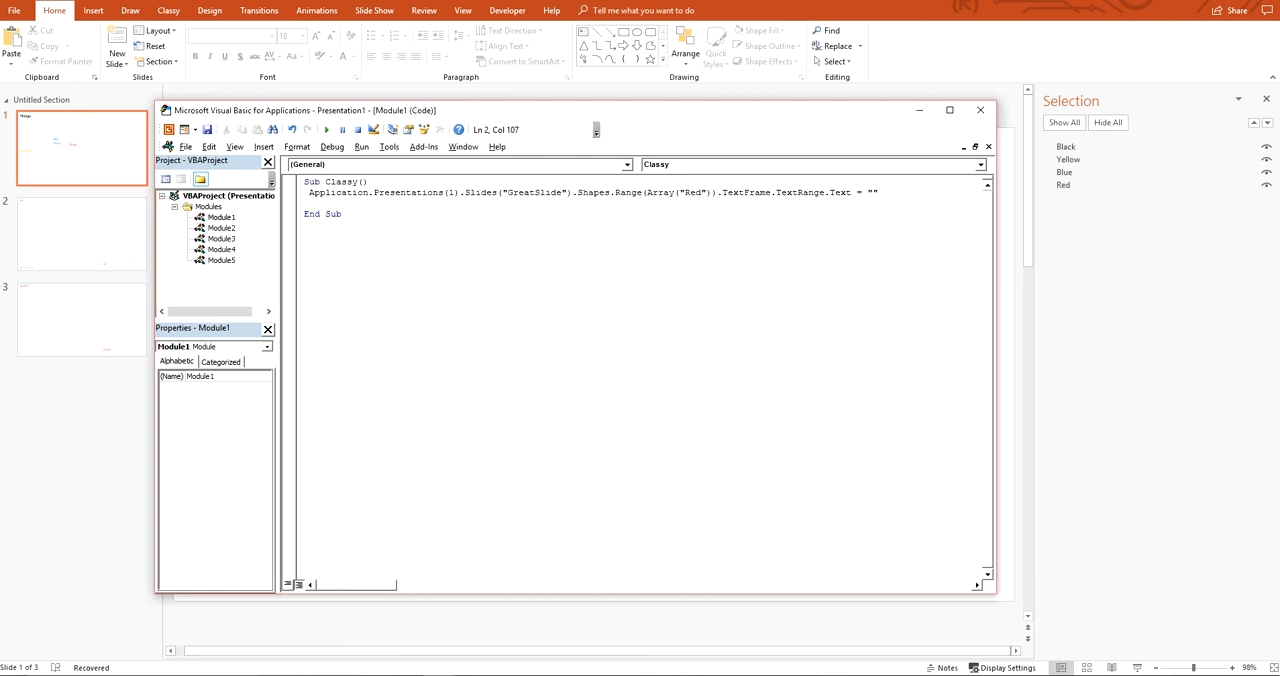 File Home Insert Draw Classy Design Transitions Animations Slide Show Review View Developer Help Tell me what you want to do Share
Paste
Cut
Copy
Format Painter
Clipboard
New Slide
Layout
Reset
Section
Slides
18
Font
Text Direction
Align Text
Convert to SmartArt
Paragraph
Arrange
Quick Styles
Shape Fill
Shape Outline
Shape Effects
Drawing
Find
Replace
Select
Editing
Untitled Section
1
Things
2
3
Microsoft Visual Basic for Applications - Presentation1 - [Module1 (Code)]
Ln 2, Col 107
File Edit View Insert Format Debug Run Tools Add-Ins Window Help
Project - VBAProject
VBAProject (Presentatio
Modules
Module1
Module2
Module3
Module4
Module5
Properties - Module1
Module1 Module
Alphabetic Categorized
(Name) Module1
(General) Classy
Sub Classy()
Application.Presentations(1).Slides("GreatSlide").Shapes.Range(Array("Red")).TextFrame.TextRange.Text = ""
End Sub
Selection
Show All Hide All
Black
Yellow
Blue
Red
Slide 1 of 3 Recovered Notes Display Settings 98%